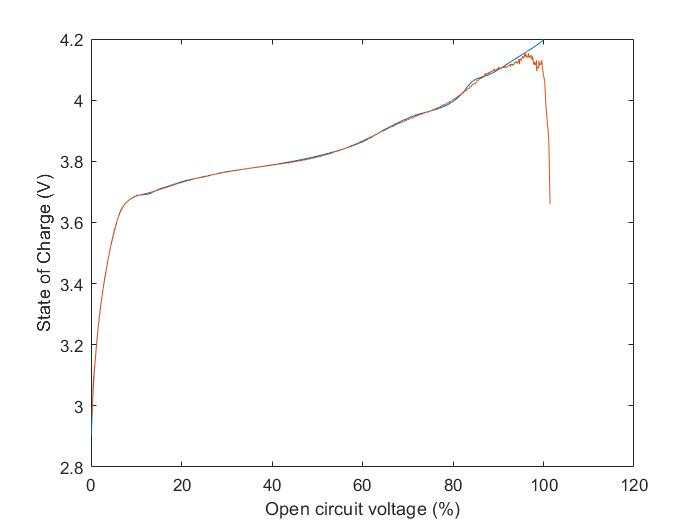 4.2
4
3.8
3.6
3.4
3.2
3
2.8
0 20 40 60 80 100 120
State of Charge (V)
Open circuit voltage (%)